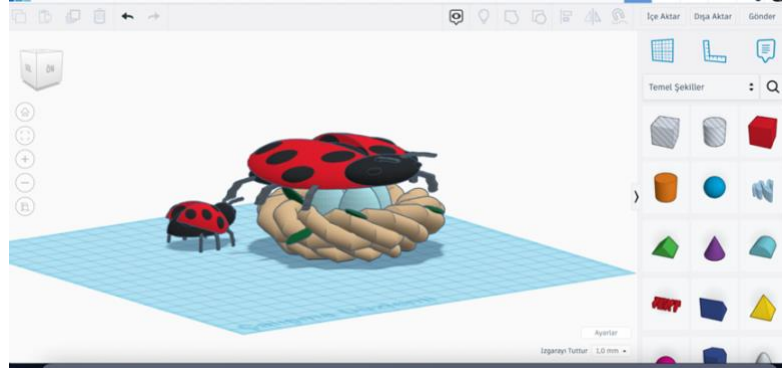 İçe Aktar Dışa Aktar Gönder
Temel Şekiller
Ayarlar
Izgarayı Tuttur 1.0 mm